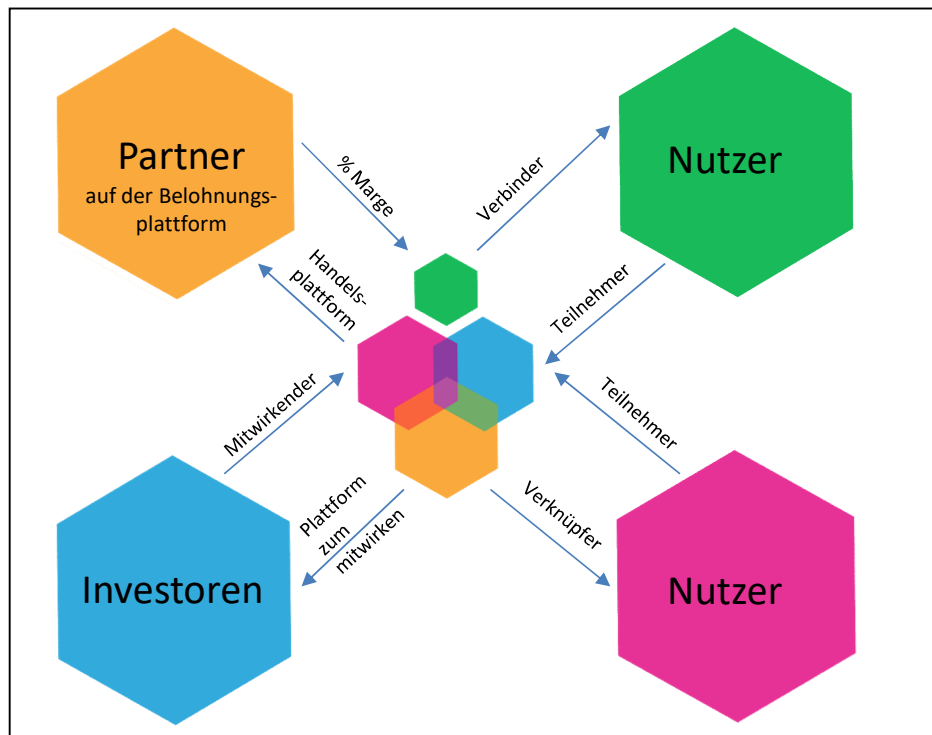 Partner
auf der Belohnungs-
plattform
% Marge
Verbinder
Nutzer
Handels-
plattform
Teilnehmer
Mitwirkender
Teilnehmer
Investoren
Plattform
zum
mitwirken
Verknüpfer
Nutzer